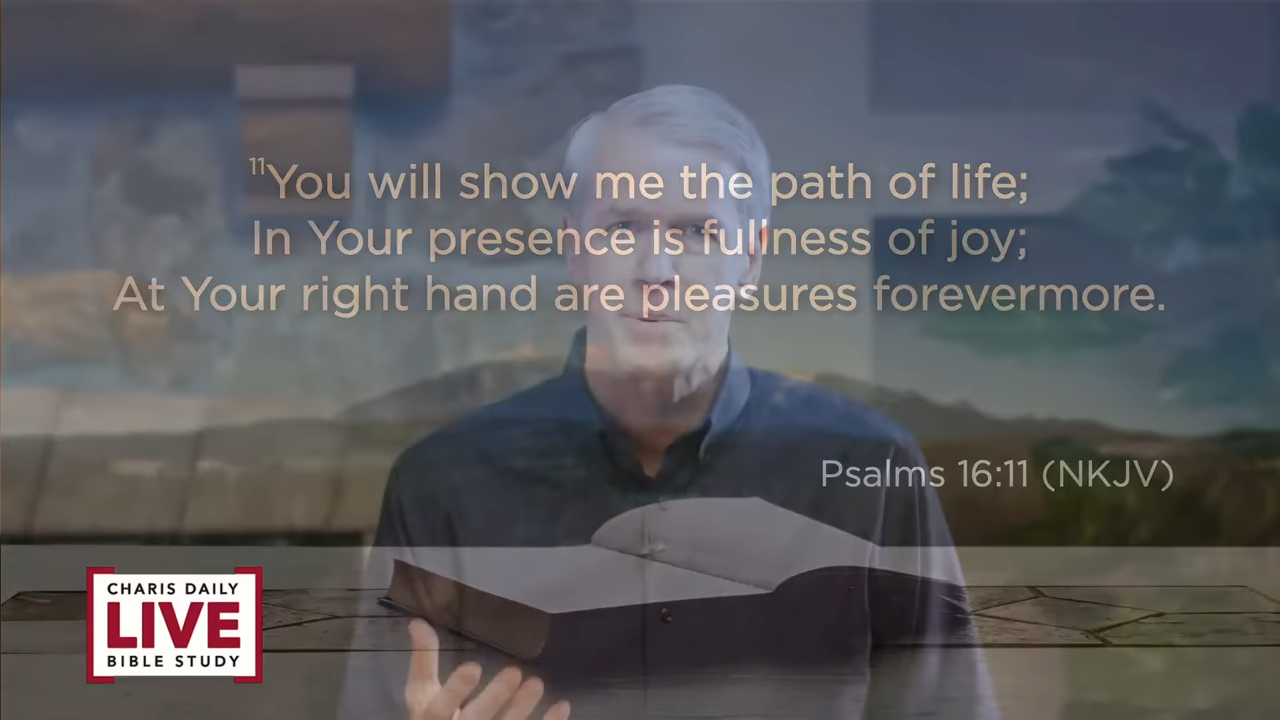 ¹¹You will show me the path of life;
In Your presence is fullness of joy;
At Your right hand are pleasures forevermore.
Psalms 16:11 (NKJV)
CHARIS DAILY
LIVE
BIBLE STUDY